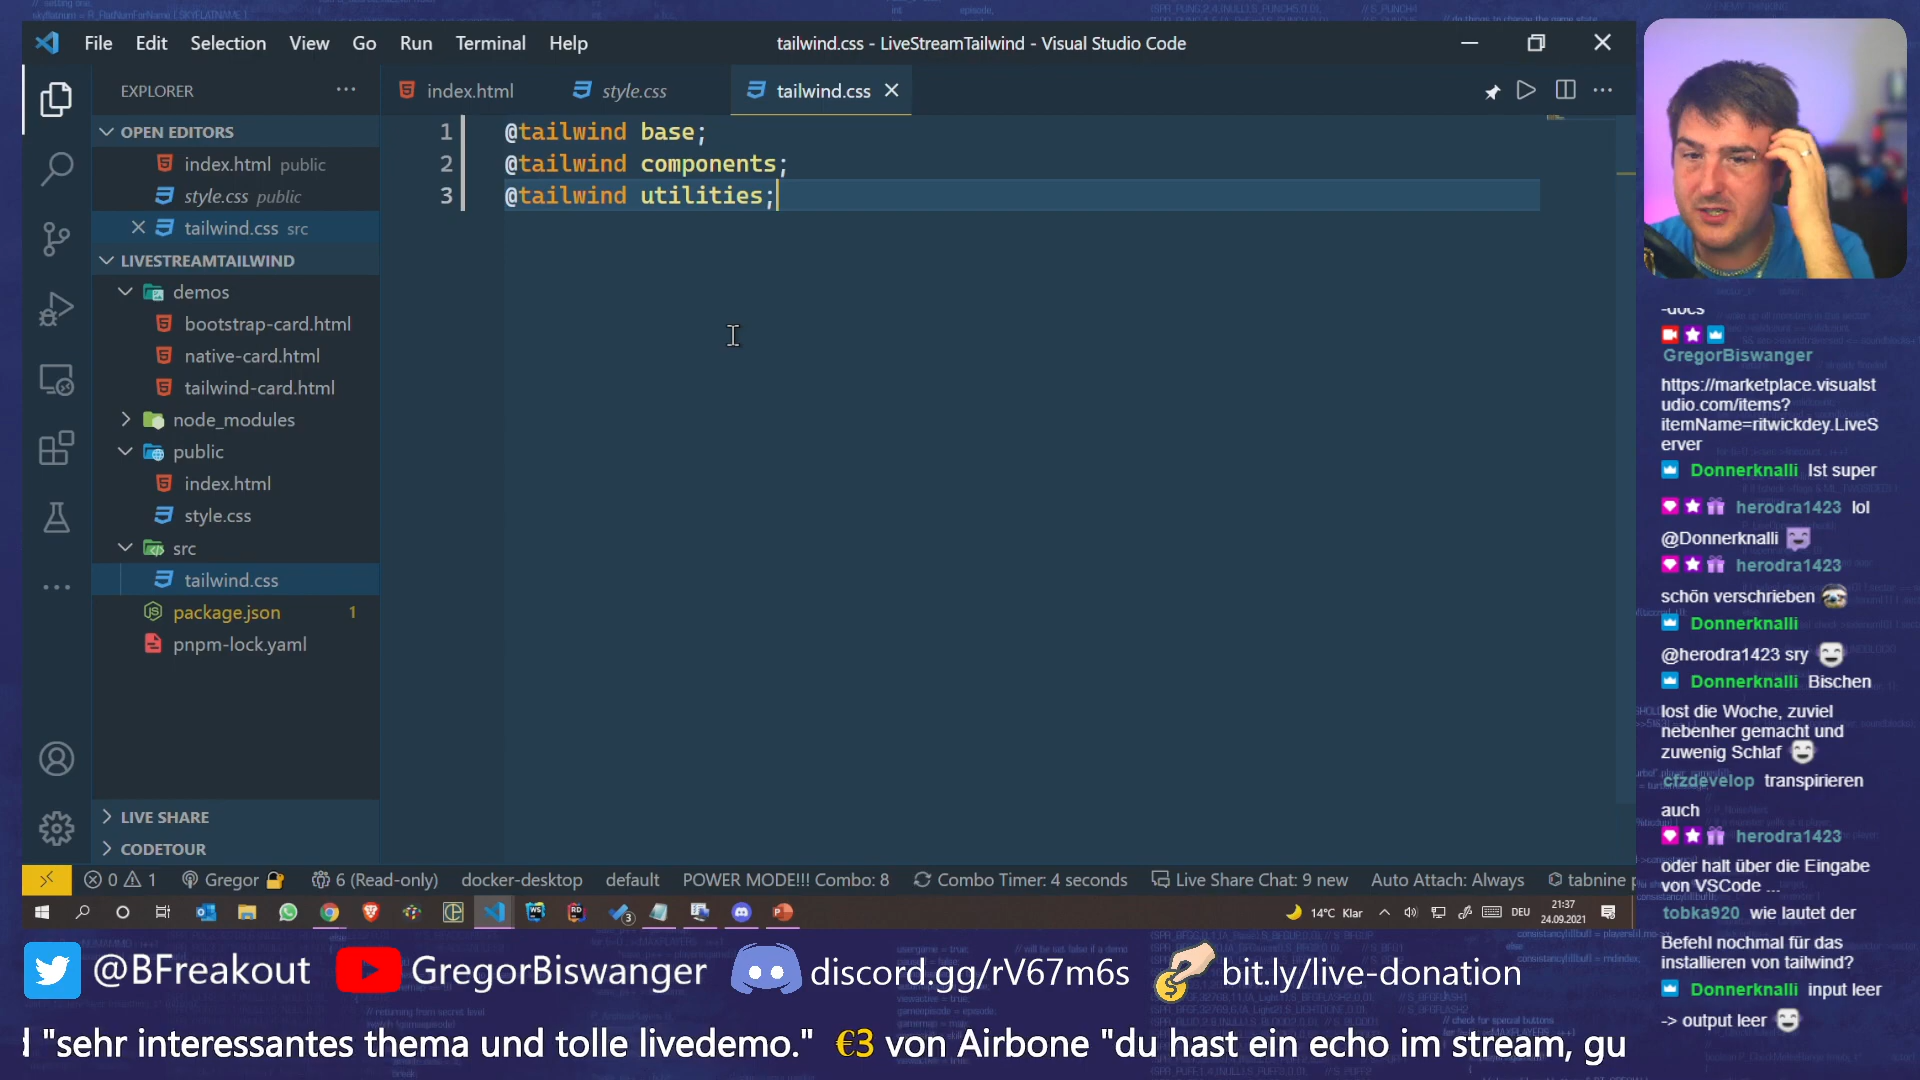 File Edit Selection View Go Run Terminal Help
tailwind.css - LiveStreamTailwind - Visual Studio Code
EXPLORER
OPEN EDITORS
index.html public
style.css public
tailwind.css src
LIVESTREAMTAILWIND
demos
bootstrap-card.html
native-card.html
tailwind-card.html
node_modules
public
index.html
style.css
src
tailwind.css
package.json 1
pnpm-lock.yaml
LIVE SHARE
CODETOUR
index.html style.css tailwind.css
1 @tailwind base;
2 @tailwind components;
3 @tailwind utilities;
0 1 Gregor 6 (Read-only) docker-desktop default POWER MODE!!! Combo: 8 Combo Timer: 4 seconds Live Share Chat: 9 new Auto Attach: Always tabnine
3 14°C Klar DEU
21:37
24.09.2021
-docs
GregorBiswanger
https://marketplace.visualst
udio.com/items?
itemName=ritwickdey.LiveS
erver
Donnerknalli Ist super
herodra1423 lol
@Donnerknalli
herodra1423
schön verschrieben
Donnerknalli
@herodra1423 sry
Donnerknalli Bischen
lost die Woche, zuviel
nebenher gemacht und
zuwenig Schlaf
cfzdevelop transpirieren
auch
herodra1423
oder halt über die Eingabe
von VSCode ...
tobka920 wie lautet der
Befehl nochmal für das
installieren von tailwind?
Donnerknalli input leer
-> output leer
@BFreakout GregorBiswanger discord.gg/rV67m6s bit.ly/live-donation
"sehr interessantes thema und tolle livedemo." €3 von Airbone "du hast ein echo im stream, gu